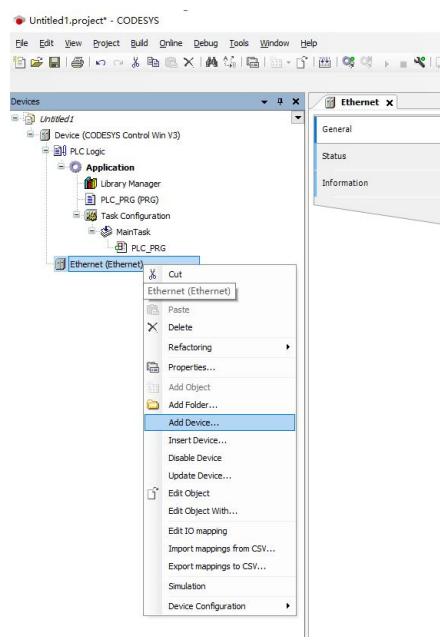 Untitled1.project* - CODESYS
File Edit View Project Build Online Debug Tools Window Help
Devices
Ethernet
Untitled1
Device (CODESYS Control Win V3)
PLC Logic
Application
Library Manager
PLC_PRG (PRG)
Task Configuration
MainTask
PLC_PRG
Ethernet (Ethernet)
General
Status
Information
Cut
Ethernet (Ethernet)
Paste
Delete
Refactoring
Properties...
Add Object
Add Folder...
Add Device...
Insert Device...
Disable Device
Update Device...
Edit Object
Edit Object With...
Edit IO mapping
Import mappings from CSV...
Export mappings to CSV...
Simulation
Device Configuration